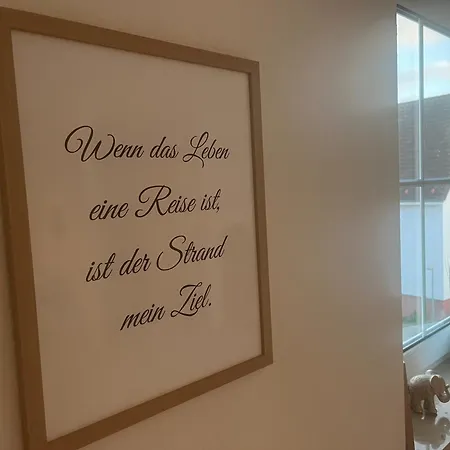 Wenn das Leben
eine Reise ist,
ist der Strand
mein Ziel.